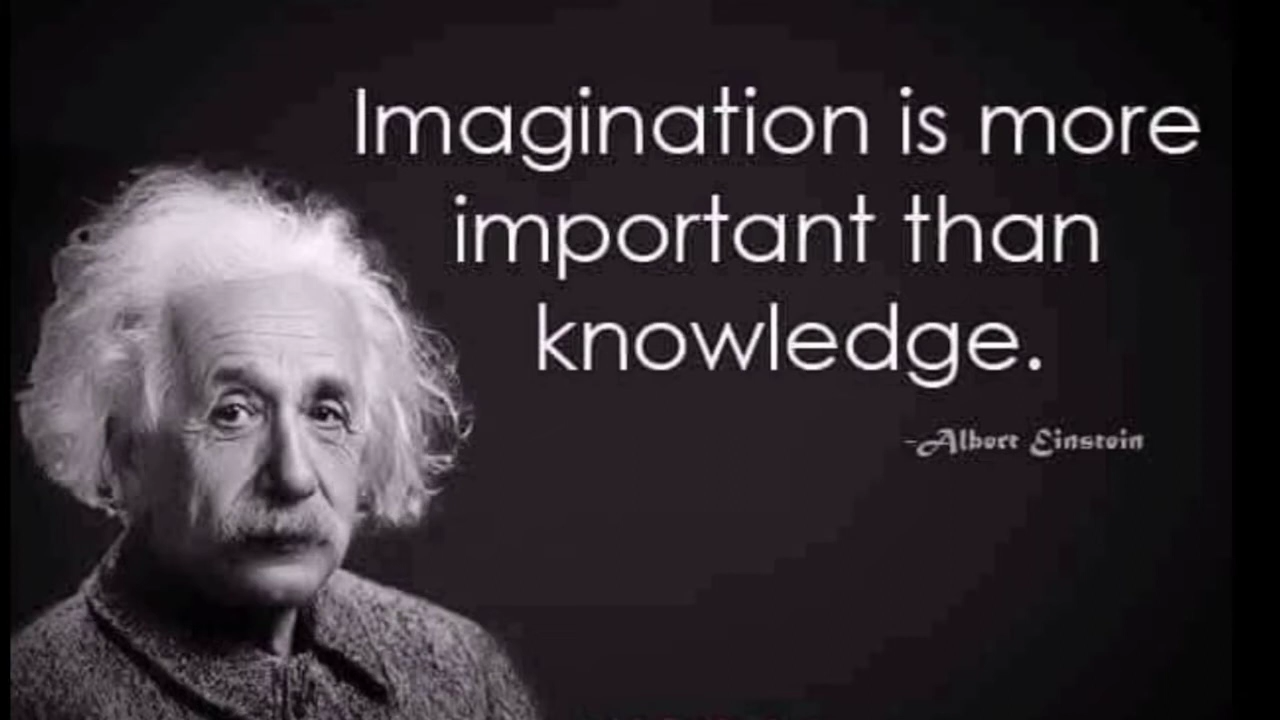 Imagination is more
important than
knowledge.
-Albert Einstein